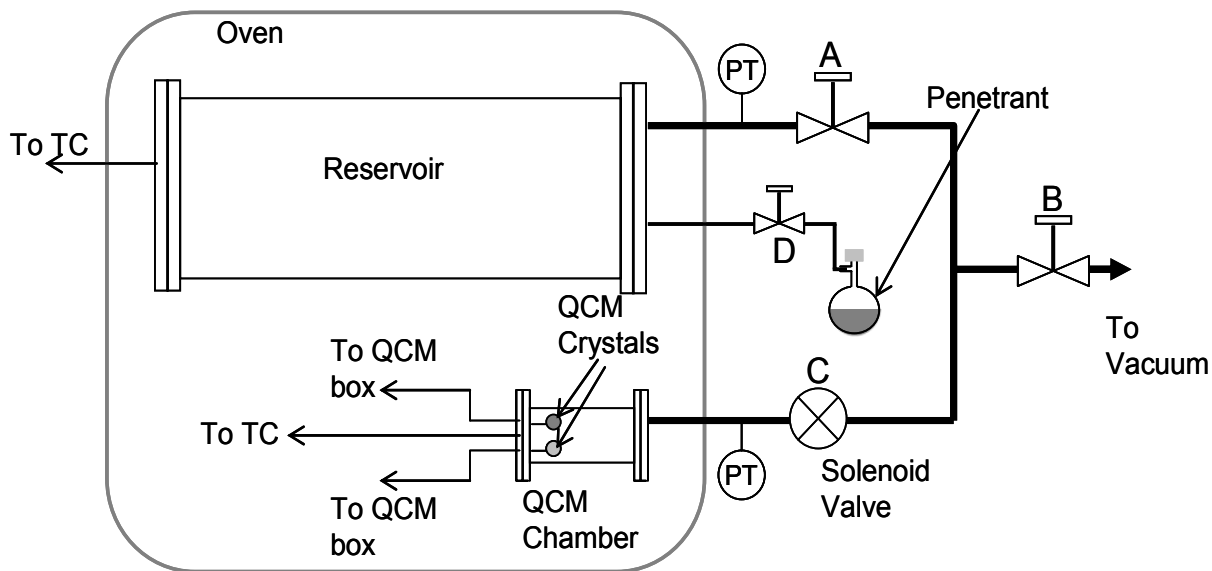 Oven
A
PT
Penetrant
To TC
Reservoir
B
D
QCM
Crystals
To
Vacuum
To QCM
box
C
To TC
PT
Solenoid
Valve
To QCM
box
QCM
Chamber